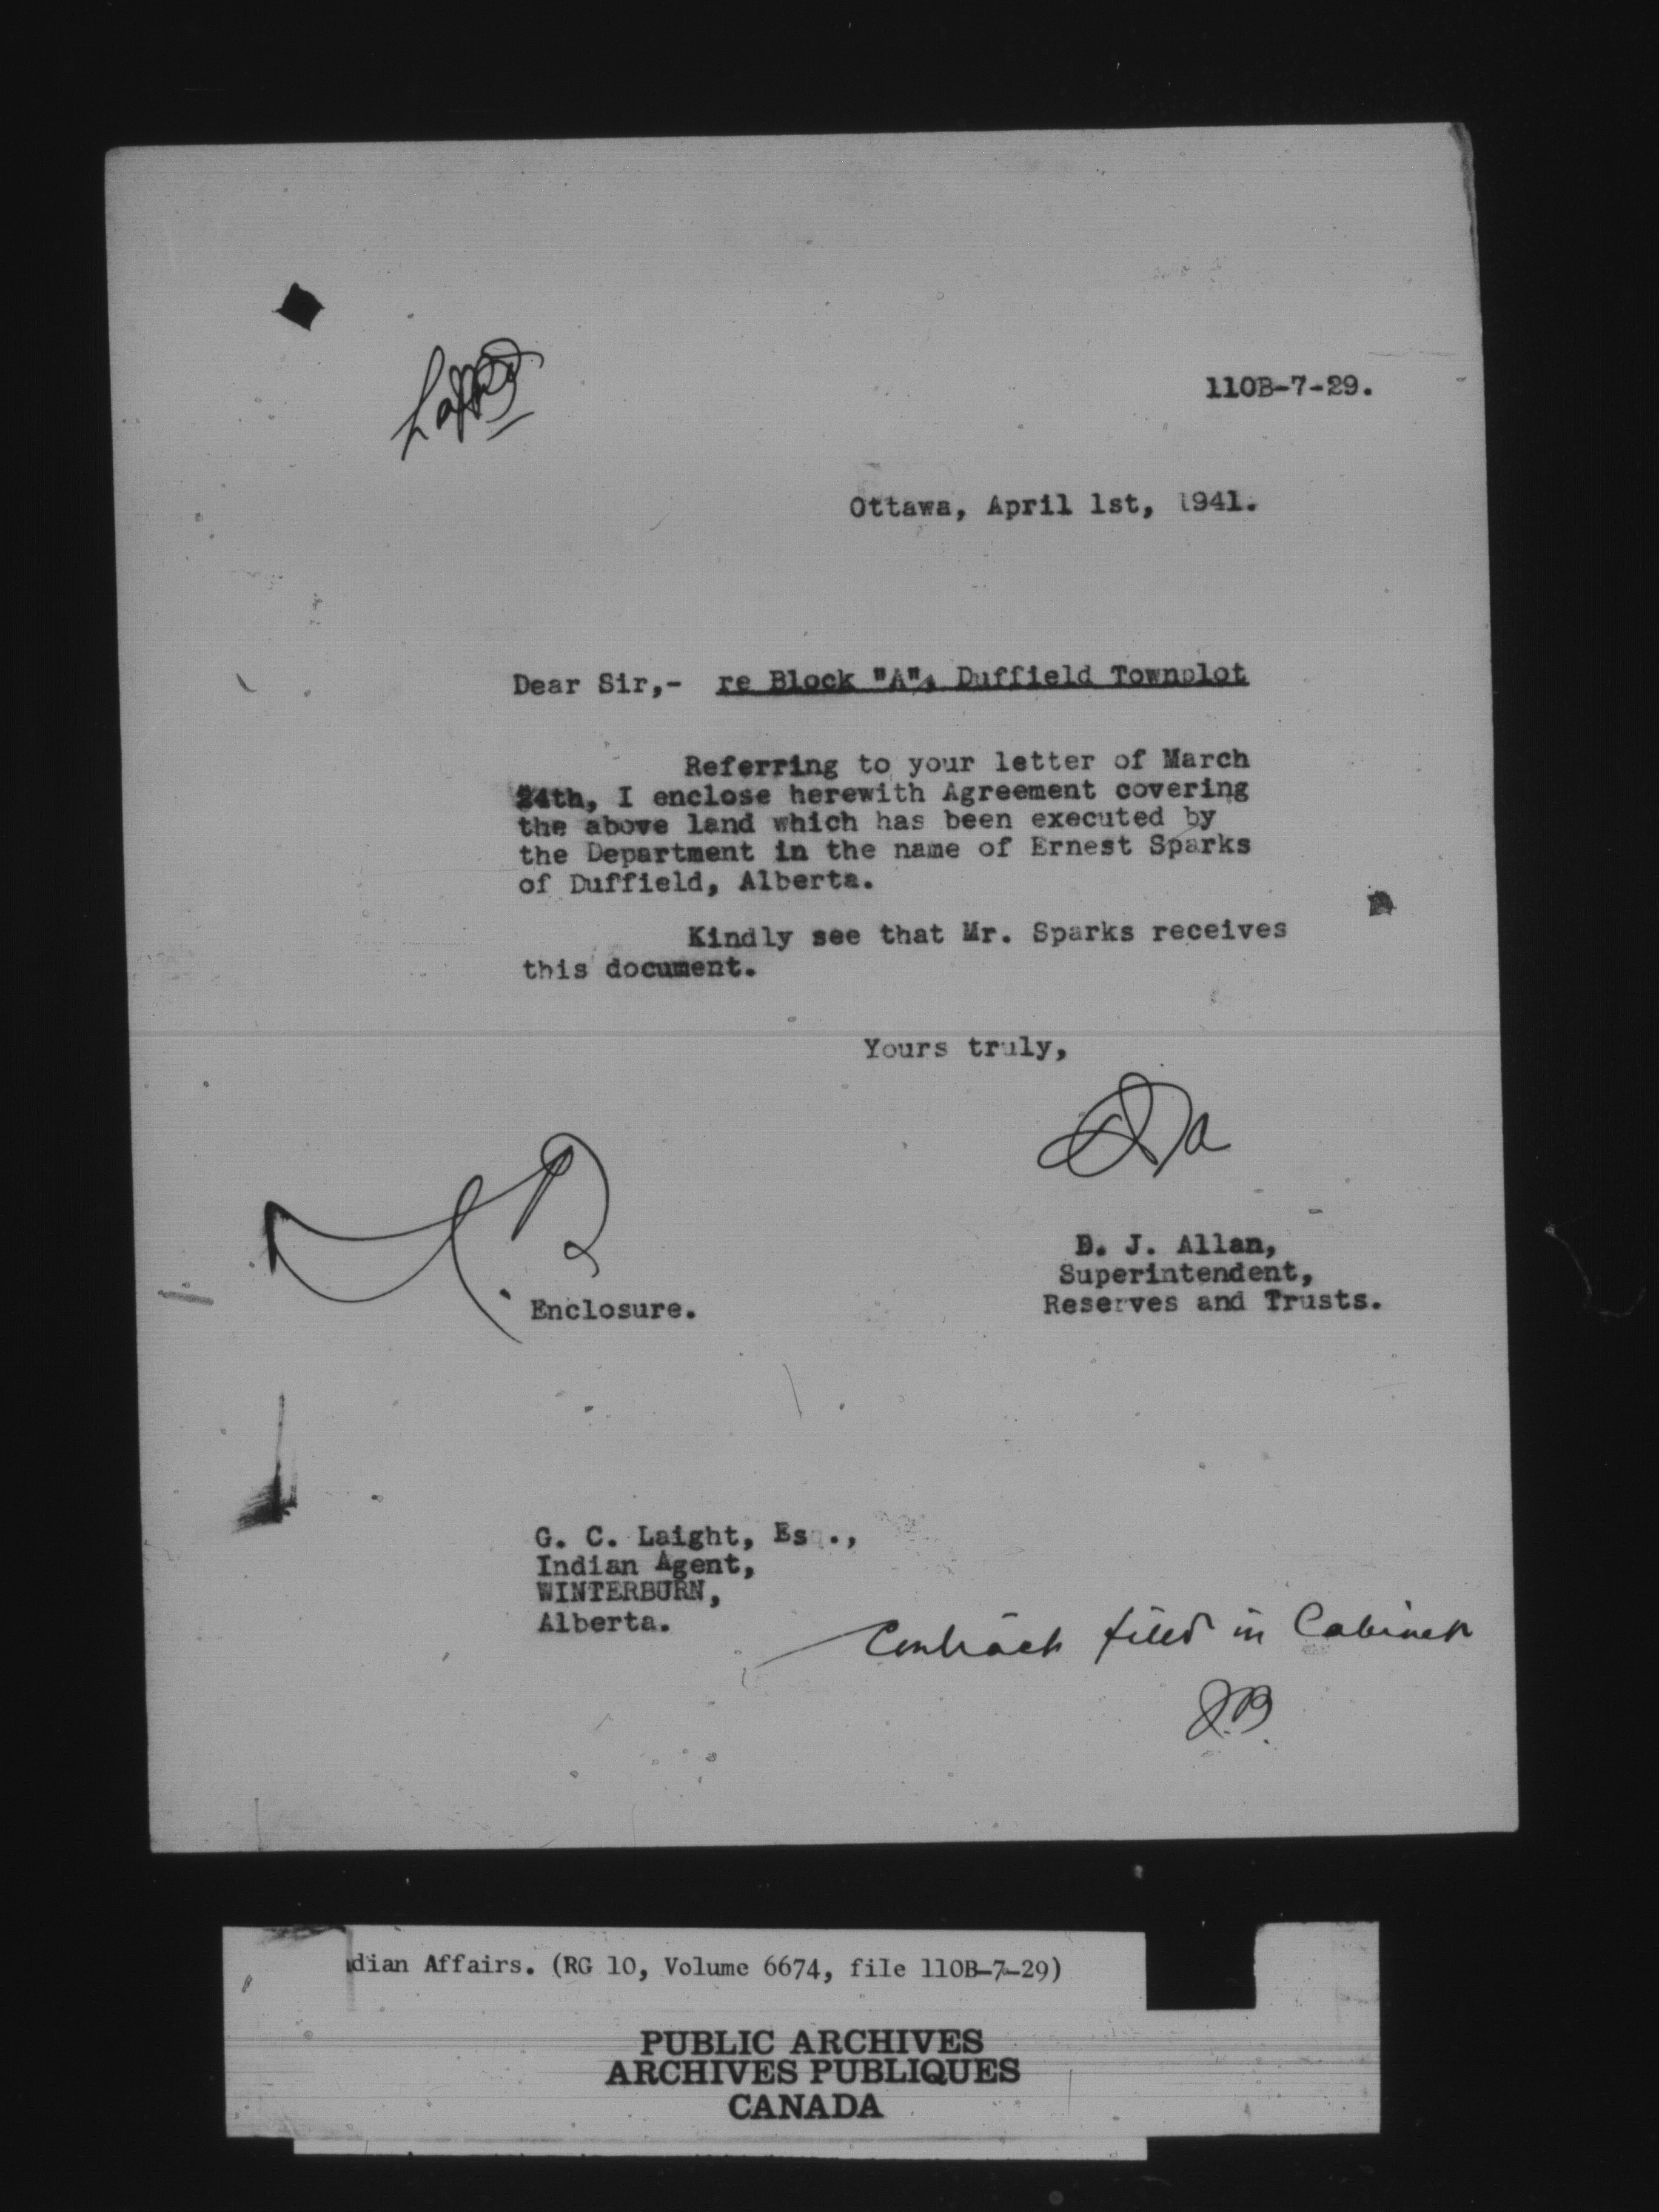 110B-7-29.
Ottawa, April 1st, 1941.
Dear Sir,- re Block "A", Duffield Townplot
Referring to your letter of March
24th, I enclose herewith Agreement covering
the above land which has been executed by
the Department in the name of Ernest Sparks
of Duffield, Alberta.
Kindly see that Mr. Sparks receives
this document.
Yours truly,
D. J. Allan,
Superintendent,
Reserves and Trusts.
Enclosure.
G. C. Laight, Es .,
Indian Agent,
WINTERBURN,
Alberta.
Contract filed in Cabinet
J.B.
dian Affairs. (RG 10, Volume 6674, file 110B-7-29)
PUBLIC ARCHIVES
ARCHIVES PUBLIQUES
CANADA